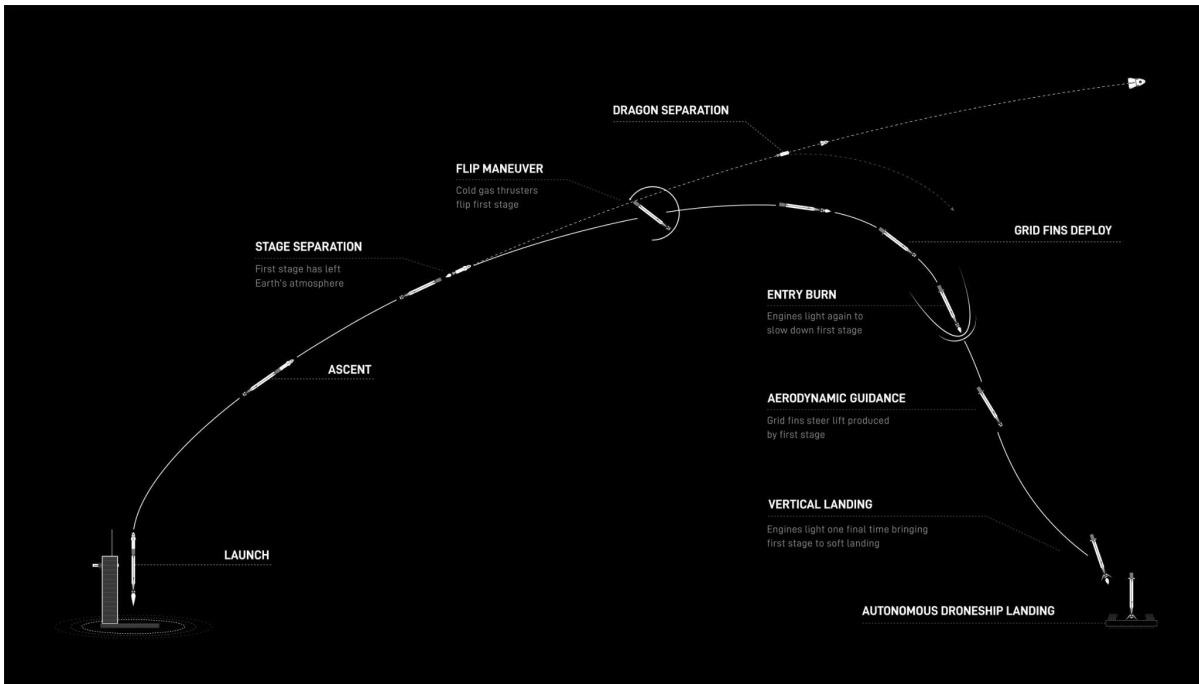 DRAGON SEPARATION
FLIP MANEUVER
Cold gas thrusters
flip first stage
STAGE SEPARATION
First stage has left
Earth's atmosphere
GRID FINS DEPLOY
ENTRY BURN
Engines light again to
slow down first stage
ASCENT
AERODYNAMIC GUIDANCE
Grid fins steer lift produced
by first stage
VERTICAL LANDING
Engines light one final time bringing
first stage to soft landing
LAUNCH
AUTONOMOUS DRONESHIP LANDING